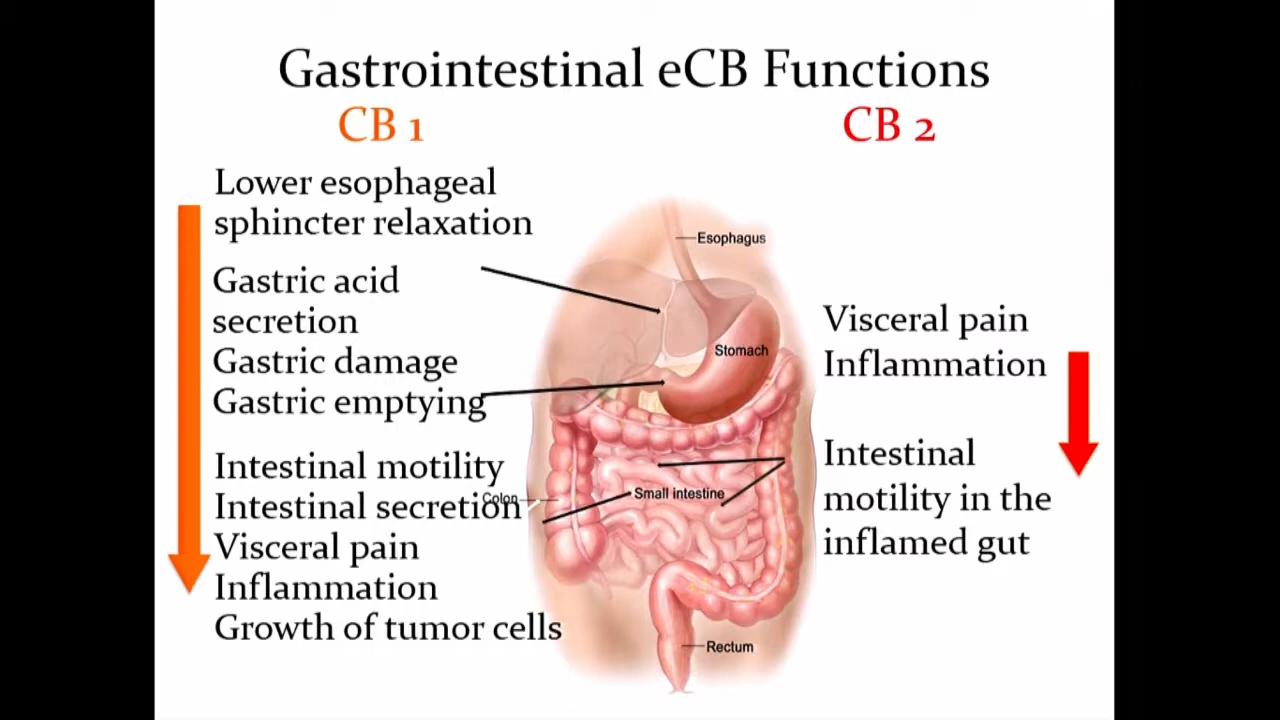 Gastrointestinal eCB Functions
CB 1
CB 2
Lower esophageal
sphincter relaxation
Gastric acid
secretion
Gastric damage
Gastric emptying
Intestinal motility
Intestinal secretion
Visceral pain
Inflammation
Growth of tumor cells
Esophagus
Stomach
Colon
Small intestine
Rectum
Visceral pain
Inflammation
Intestinal
motility in the
inflamed gut